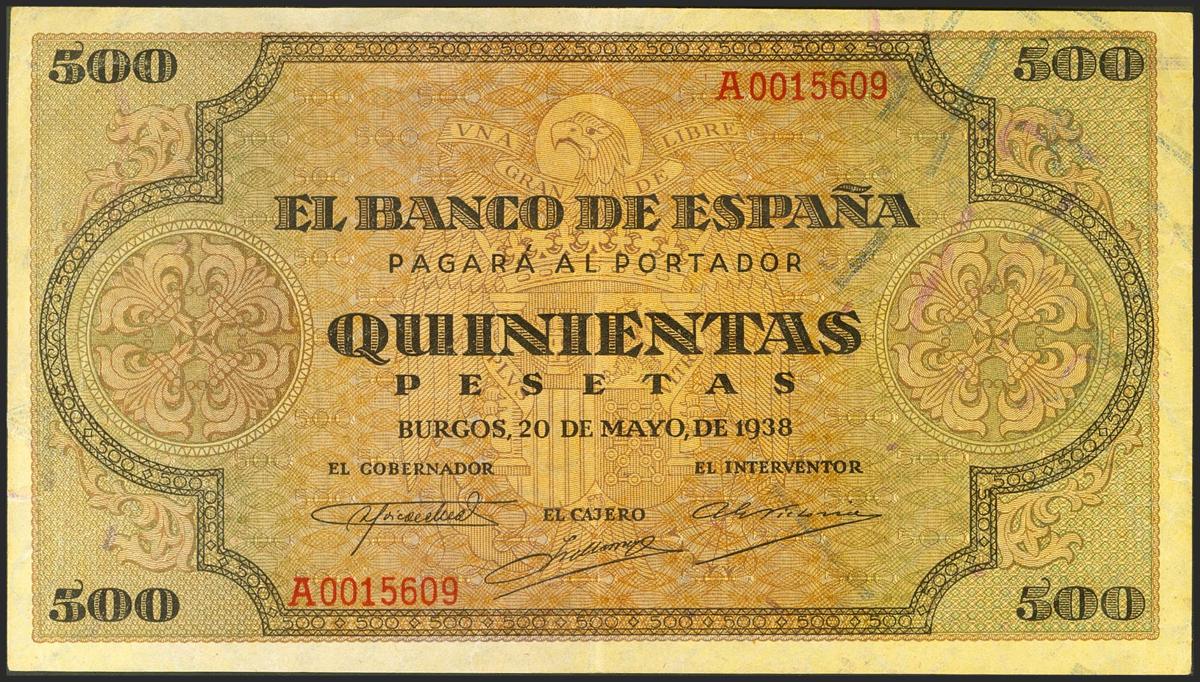 500 500
A0015609
VNA GRANDE LIBRE
EL BANCO DE ESPAÑA
PAGARÁ AL PORTADOR
QUINIENTAS
PESETAS
BURGOS, 20 DE MAYO, DE 1938
EL GOBERNADOR EL INTERVENTOR
EL CAJERO
A0015609
500 500